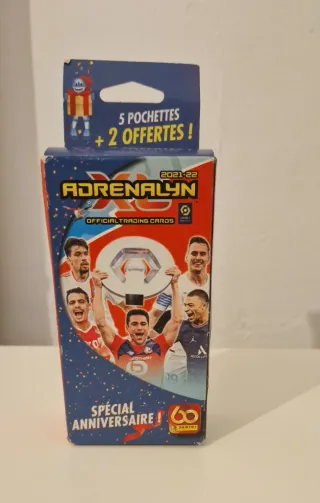 5 POCHETTES
+ 2 OFFERTES !
2021-22
ADRENALYN
XL
OFFICIAL TRADING CARDS
SPÉCIAL
ANNIVERSAIRE !
60
PANINI